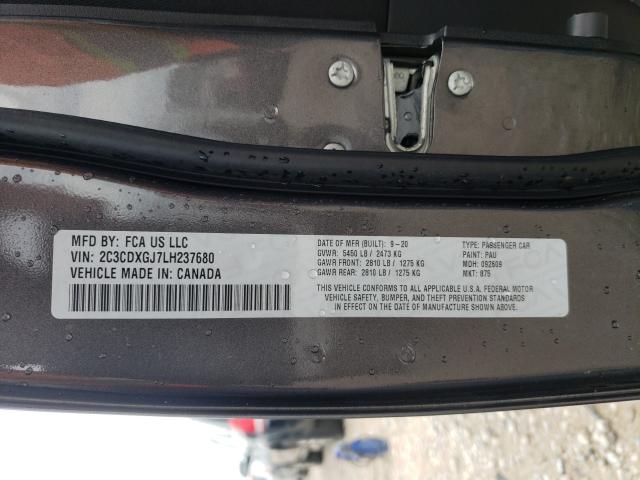 MFD BY: FCA US LLC
VIN: 2C3CDXGJ7LH237680
VEHICLE MADE IN: CANADA
DATE OF MFR (BUILT): 9-20
GVWR: 5450 LB / 2473 KG
GAWR FRONT: 2810 LB / 1275 KG
GAWR REAR: 2810 LB / 1275 KG
TYPE: PASSENGER CAR
PAINT: PAU
MDH: 092609
MKT: B75
THIS VEHICLE CONFORMS TO ALL APPLICABLE U.S.A. FEDERAL MOTOR
VEHICLE SAFETY, BUMPER, AND THEFT PREVENTION STANDARDS
IN EFFECT ON THE DATE OF MANUFACTURE SHOWN ABOVE.